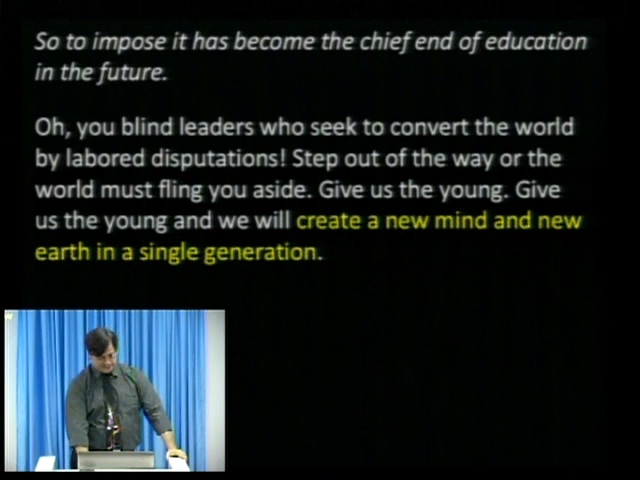 So to impose it has become the chief end of education
in the future.
Oh, you blind leaders who seek to convert the world
by labored disputations! Step out of the way or the
world must fling you aside. Give us the young. Give
us the young and we will create a new mind and new
earth in a single generation.